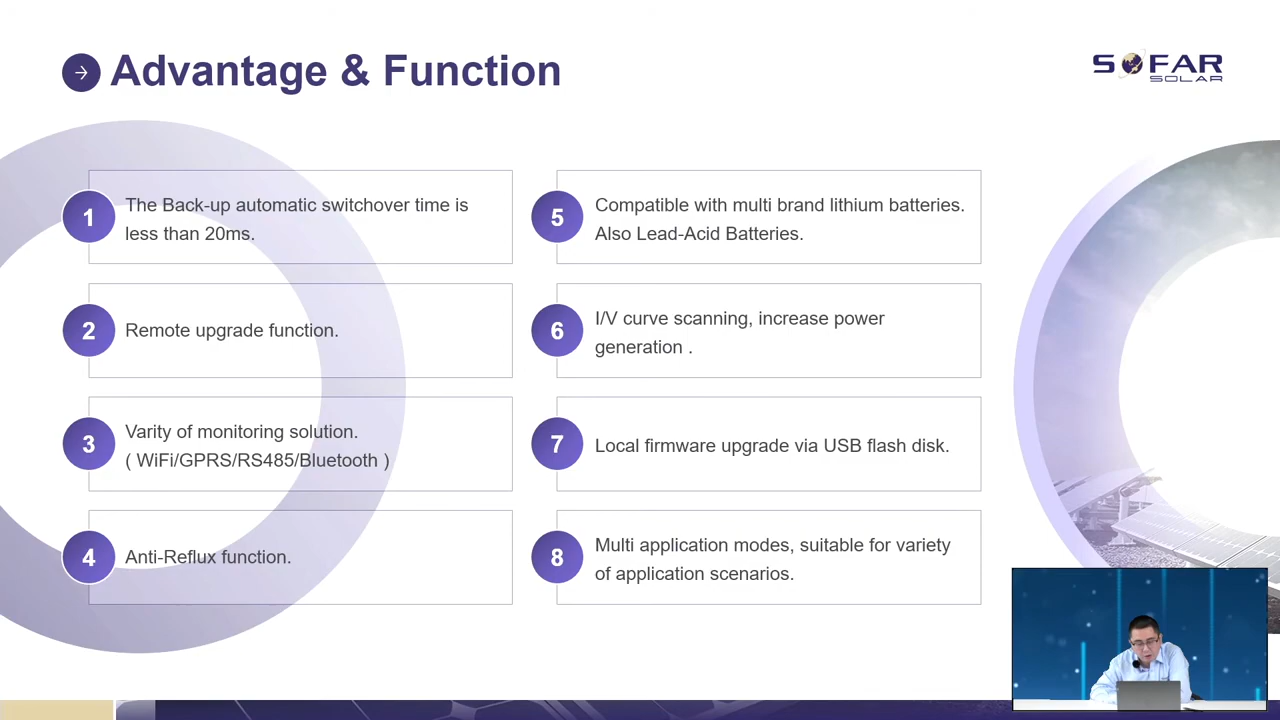 Advantage & Function
SOFAR
SOLAR
1
The Back-up automatic switchover time is
less than 20ms.
2
Remote upgrade function.
3
Varity of monitoring solution.
( WiFi/GPRS/RS485/Bluetooth )
4
Anti-Reflux function.
5
Compatible with multi brand lithium batteries.
Also Lead-Acid Batteries.
6
I/V curve scanning, increase power
generation .
7
Local firmware upgrade via USB flash disk.
8
Multi application modes, suitable for variety
of application scenarios.